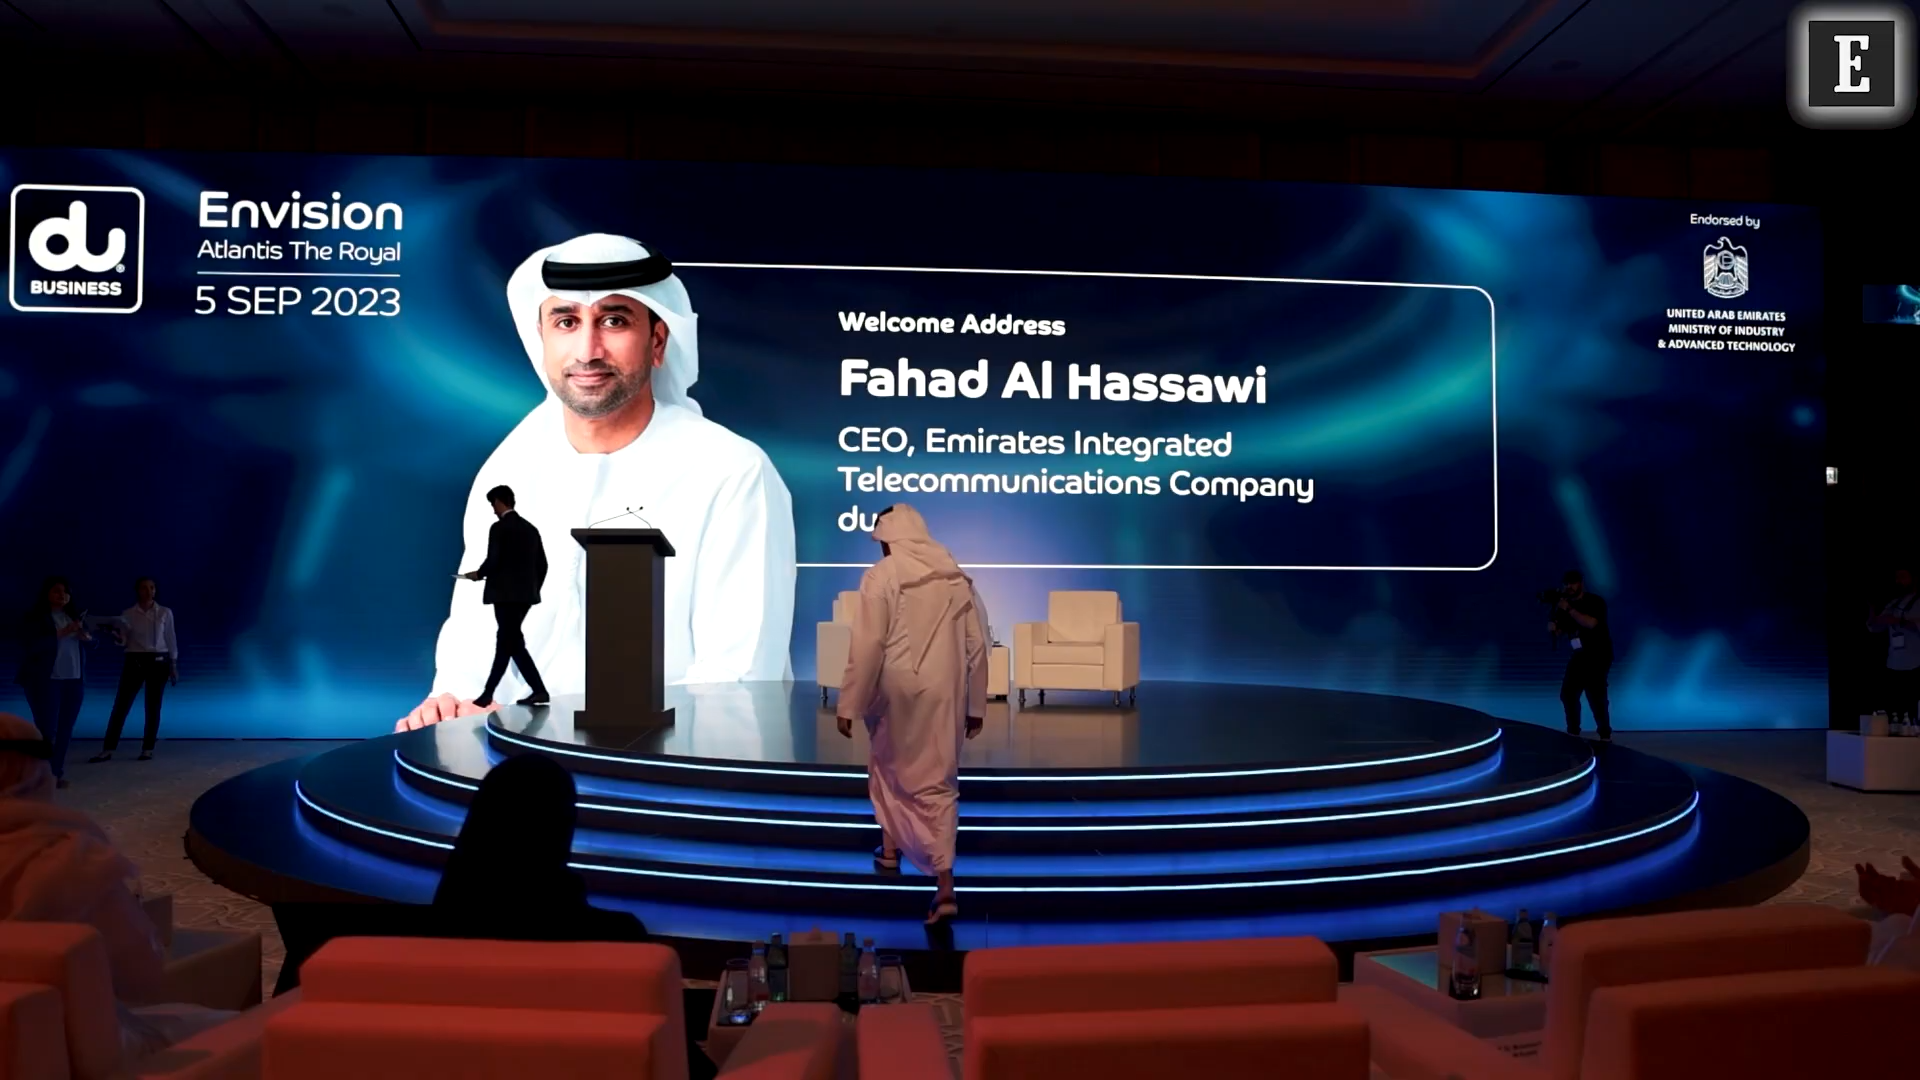 E
du
BUSINESS
Envision
Atlantis The Royal
5 SEP 2023
Welcome Address
Fahad Al Hassawi
CEO, Emirates Integrated
Telecommunications Company
du
Endorsed by
UNITED ARAB EMIRATES
MINISTRY OF INDUSTRY
& ADVANCED TECHNOLOGY